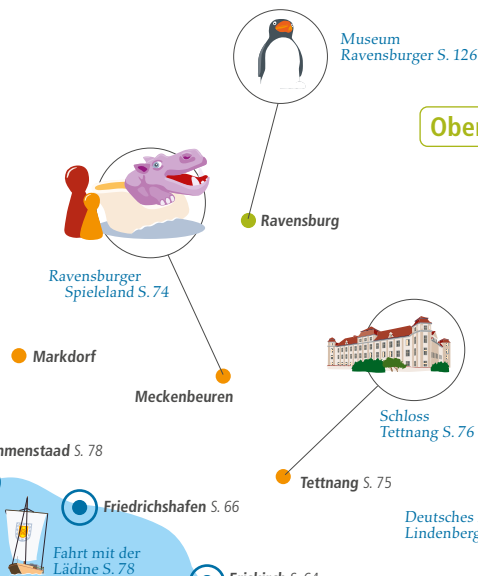 Museum
Ravensburger S. 126
Ober
Ravensburg
Ravensburger
Spieleland S. 74
Markdorf
Meckenbeuren
Schloss
Tettnang S. 76
mmenstaad S. 78
Tettnang S. 75
Friedrichshafen S. 66
Deutsches
Lindenberg
Fahrt mit der
Lädine S. 78